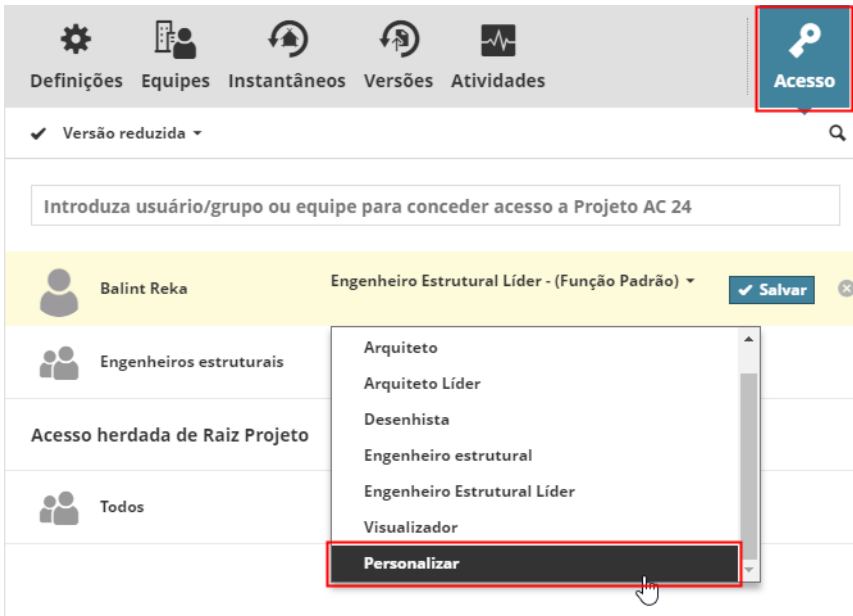 Definições Equipes Instantâneos Versões Atividades Acesso
Versão reduzida
Introduza usuário/grupo ou equipe para conceder acesso a Projeto AC 24
Balint Reka Engenheiro Estrutural Líder - (Função Padrão) Salvar
Engenheiros estruturais
Arquiteto
Arquiteto Líder
Desenhista
Engenheiro estrutural
Engenheiro Estrutural Líder
Visualizador
Personalizar
Acesso herdada de Raiz Projeto
Todos